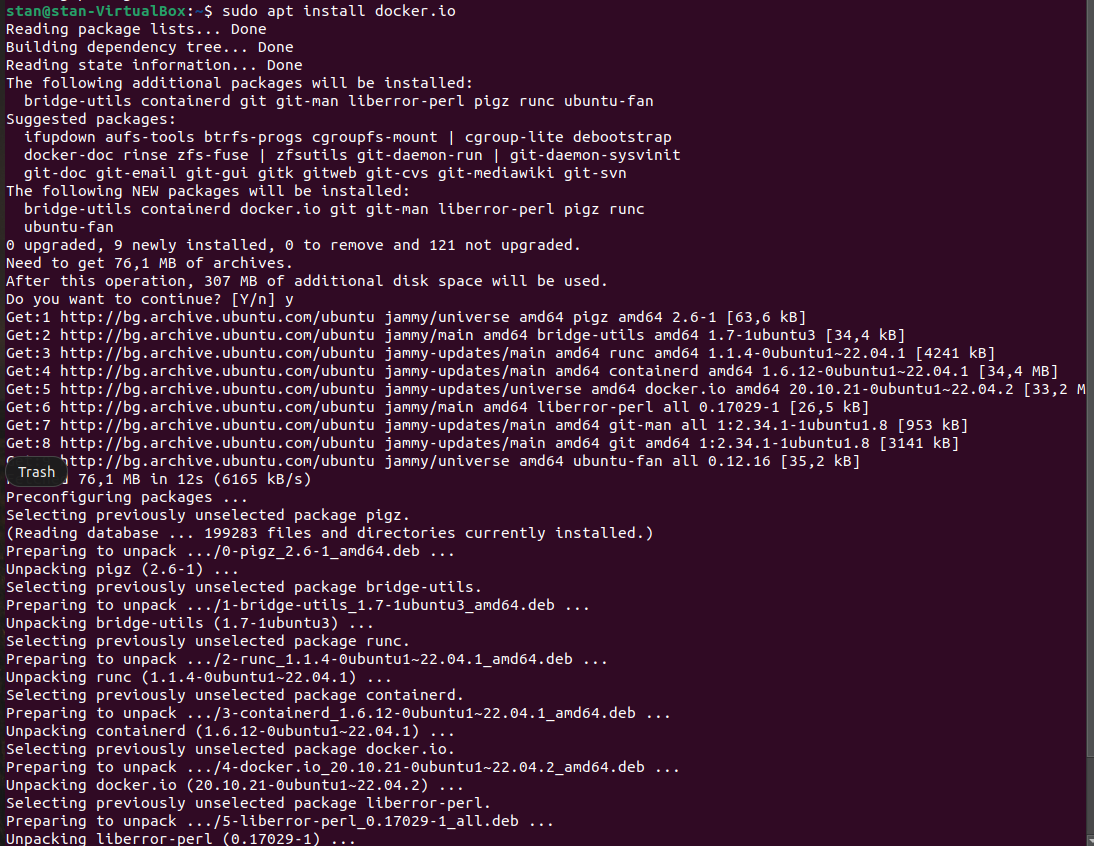 stan@stan-VirtualBox:~$ sudo apt install docker.io
Reading package lists... Done
Building dependency tree... Done
Reading state information... Done
The following additional packages will be installed:
  bridge-utils containerd git git-man liberror-perl pigz runc ubuntu-fan
Suggested packages:
  ifupdown aufs-tools btrfs-progs cgroupfs-mount | cgroup-lite debootstrap
  docker-doc rinse zfs-fuse | zfsutils git-daemon-run | git-daemon-sysvinit
  git-doc git-email git-gui gitk gitweb git-cvs git-mediawiki git-svn
The following NEW packages will be installed:
  bridge-utils containerd docker.io git git-man liberror-perl pigz runc
  ubuntu-fan
0 upgraded, 9 newly installed, 0 to remove and 121 not upgraded.
Need to get 76,1 MB of archives.
After this operation, 307 MB of additional disk space will be used.
Do you want to continue? [Y/n] y
Get:1 http://bg.archive.ubuntu.com/ubuntu jammy/universe amd64 pigz amd64 2.6-1 [63,6 kB]
Get:2 http://bg.archive.ubuntu.com/ubuntu jammy/main amd64 bridge-utils amd64 1.7-1ubuntu3 [34,4 kB]
Get:3 http://bg.archive.ubuntu.com/ubuntu jammy-updates/main amd64 runc amd64 1.1.4-0ubuntu1~22.04.1 [4241 kB]
Get:4 http://bg.archive.ubuntu.com/ubuntu jammy-updates/main amd64 containerd amd64 1.6.12-0ubuntu1~22.04.1 [34,4 MB]
Get:5 http://bg.archive.ubuntu.com/ubuntu jammy-updates/universe amd64 docker.io amd64 20.10.21-0ubuntu1~22.04.2 [33,2 M
Get:6 http://bg.archive.ubuntu.com/ubuntu jammy/main amd64 liberror-perl all 0.17029-1 [26,5 kB]
Get:7 http://bg.archive.ubuntu.com/ubuntu jammy-updates/main amd64 git-man all 1:2.34.1-1ubuntu1.8 [953 kB]
Get:8 http://bg.archive.ubuntu.com/ubuntu jammy-updates/main amd64 git amd64 1:2.34.1-1ubuntu1.8 [3141 kB]
http://bg.archive.ubuntu.com/ubuntu jammy/universe amd64 ubuntu-fan all 0.12.16 [35,2 kB]
Trash
76,1 MB in 12s (6165 kB/s)
Preconfiguring packages ...
Selecting previously unselected package pigz.
(Reading database ... 199283 files and directories currently installed.)
Preparing to unpack .../0-pigz_2.6-1_amd64.deb ...
Unpacking pigz (2.6-1) ...
Selecting previously unselected package bridge-utils.
Preparing to unpack .../1-bridge-utils_1.7-1ubuntu3_amd64.deb ...
Unpacking bridge-utils (1.7-1ubuntu3) ...
Selecting previously unselected package runc.
Preparing to unpack .../2-runc_1.1.4-0ubuntu1~22.04.1_amd64.deb ...
Unpacking runc (1.1.4-0ubuntu1~22.04.1) ...
Selecting previously unselected package containerd.
Preparing to unpack .../3-containerd_1.6.12-0ubuntu1~22.04.1_amd64.deb ...
Unpacking containerd (1.6.12-0ubuntu1~22.04.1) ...
Selecting previously unselected package docker.io.
Preparing to unpack .../4-docker.io_20.10.21-0ubuntu1~22.04.2_amd64.deb ...
Unpacking docker.io (20.10.21-0ubuntu1~22.04.2) ...
Selecting previously unselected package liberror-perl.
Preparing to unpack .../5-liberror-perl_0.17029-1_all.deb ...
Unpacking liberror-perl (0.17029-1) ...